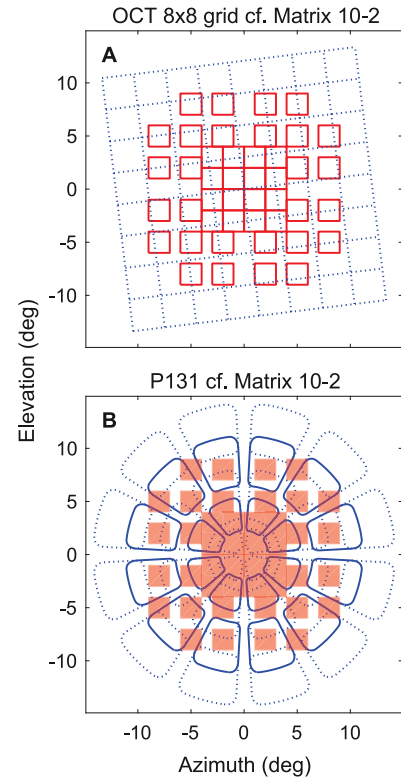 OCT 8x8 grid cf. Matrix 10-2
A
10
5
0
-5
-10
P131 cf. Matrix 10-2
B
10
5
0
-5
-10
-10 -5 0 5 10
Azimuth (deg)
Elevation (deg)